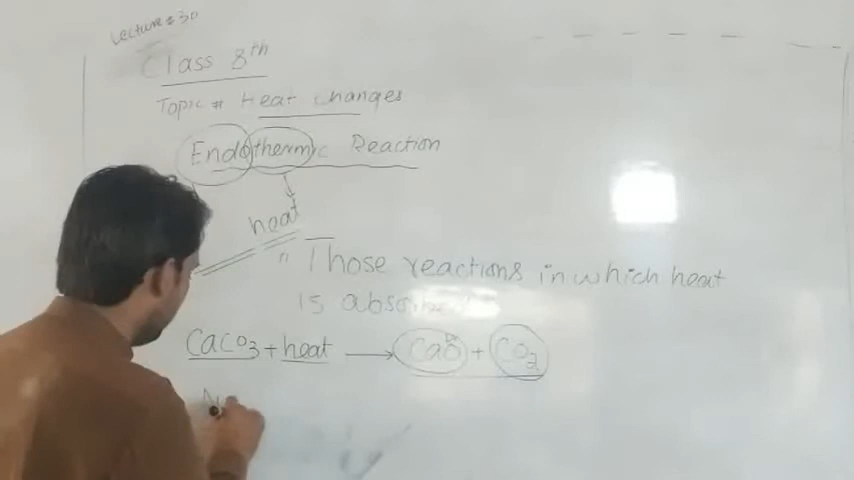 Lecture # 30
Class 8th
Topic # Heat Changes
Endothermic Reaction
heat
" Those reactions in which heat
is absorbed
CaCO3 + heat → CaO + CO2